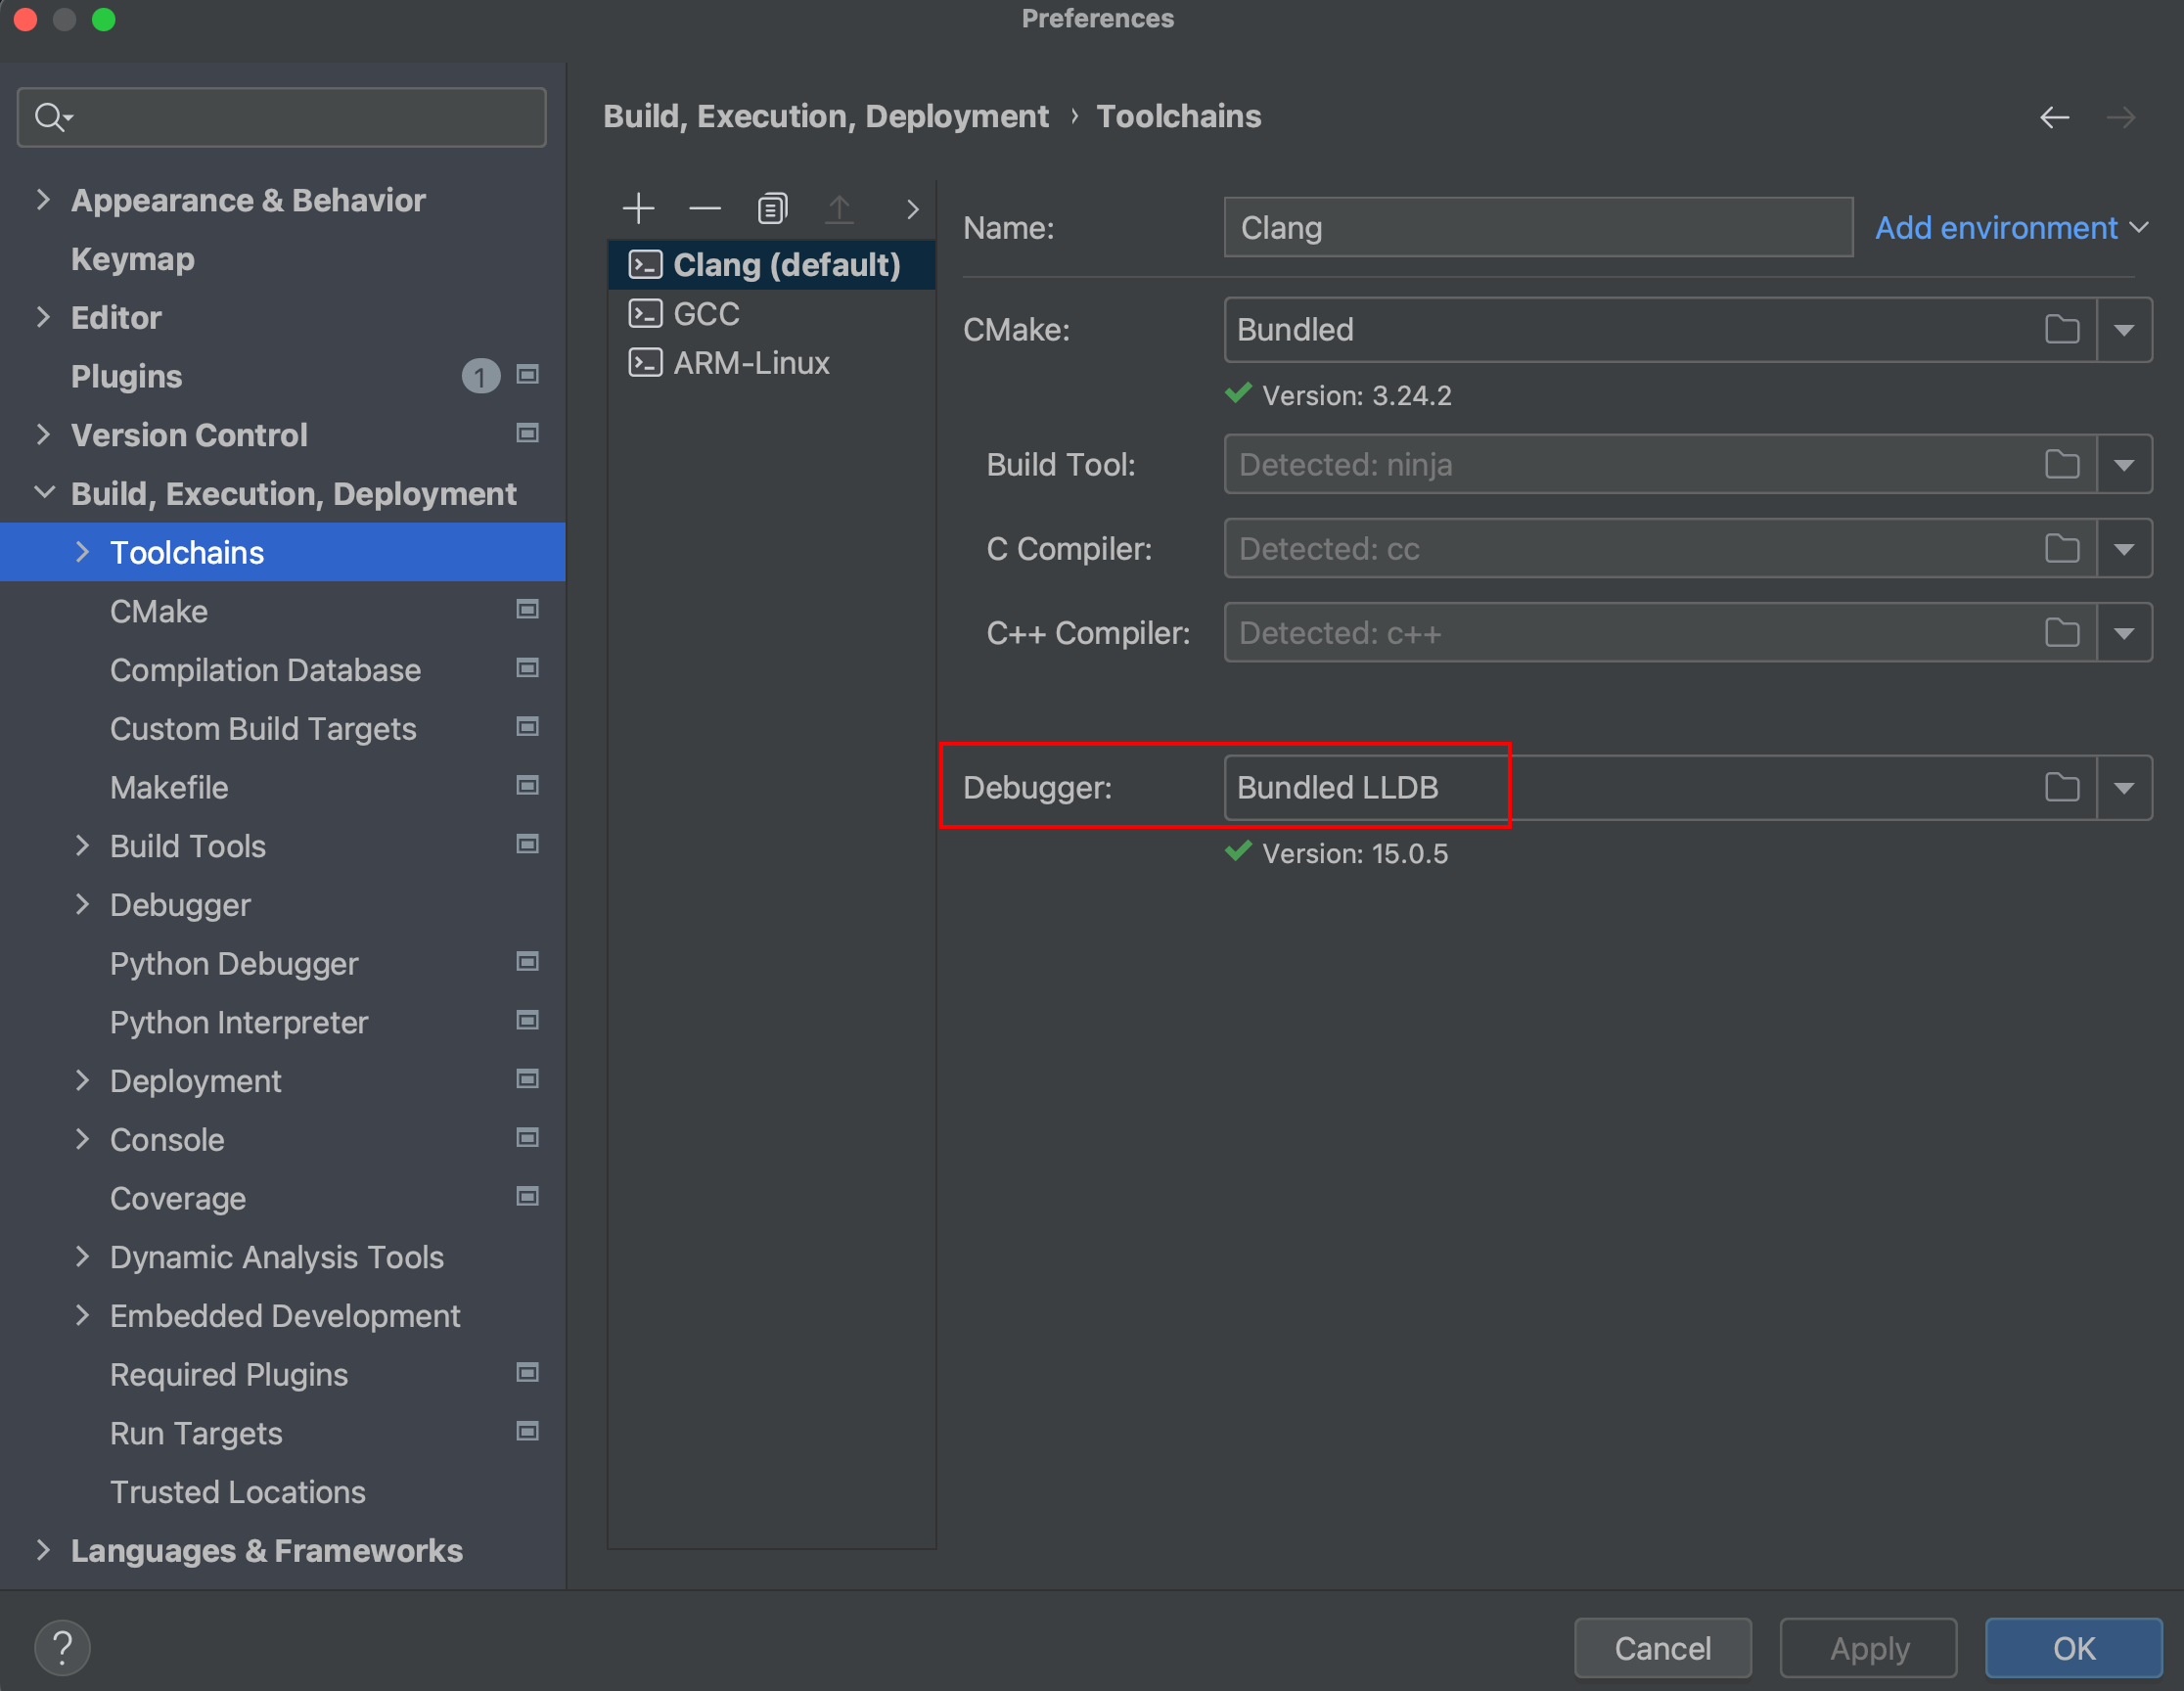 Preferences
Appearance & Behavior
Keymap
Editor
Plugins 1
Version Control
Build, Execution, Deployment
Toolchains
CMake
Compilation Database
Custom Build Targets
Makefile
Build Tools
Debugger
Python Debugger
Python Interpreter
Deployment
Console
Coverage
Dynamic Analysis Tools
Embedded Development
Required Plugins
Run Targets
Trusted Locations
Languages & Frameworks
Build, Execution, Deployment › Toolchains
Clang (default)
GCC
ARM-Linux
Name: Clang Add environment
CMake: Bundled
Version: 3.24.2
Build Tool: Detected: ninja
C Compiler: Detected: cc
C++ Compiler: Detected: c++
Debugger: Bundled LLDB
Version: 15.0.5
? Cancel Apply OK